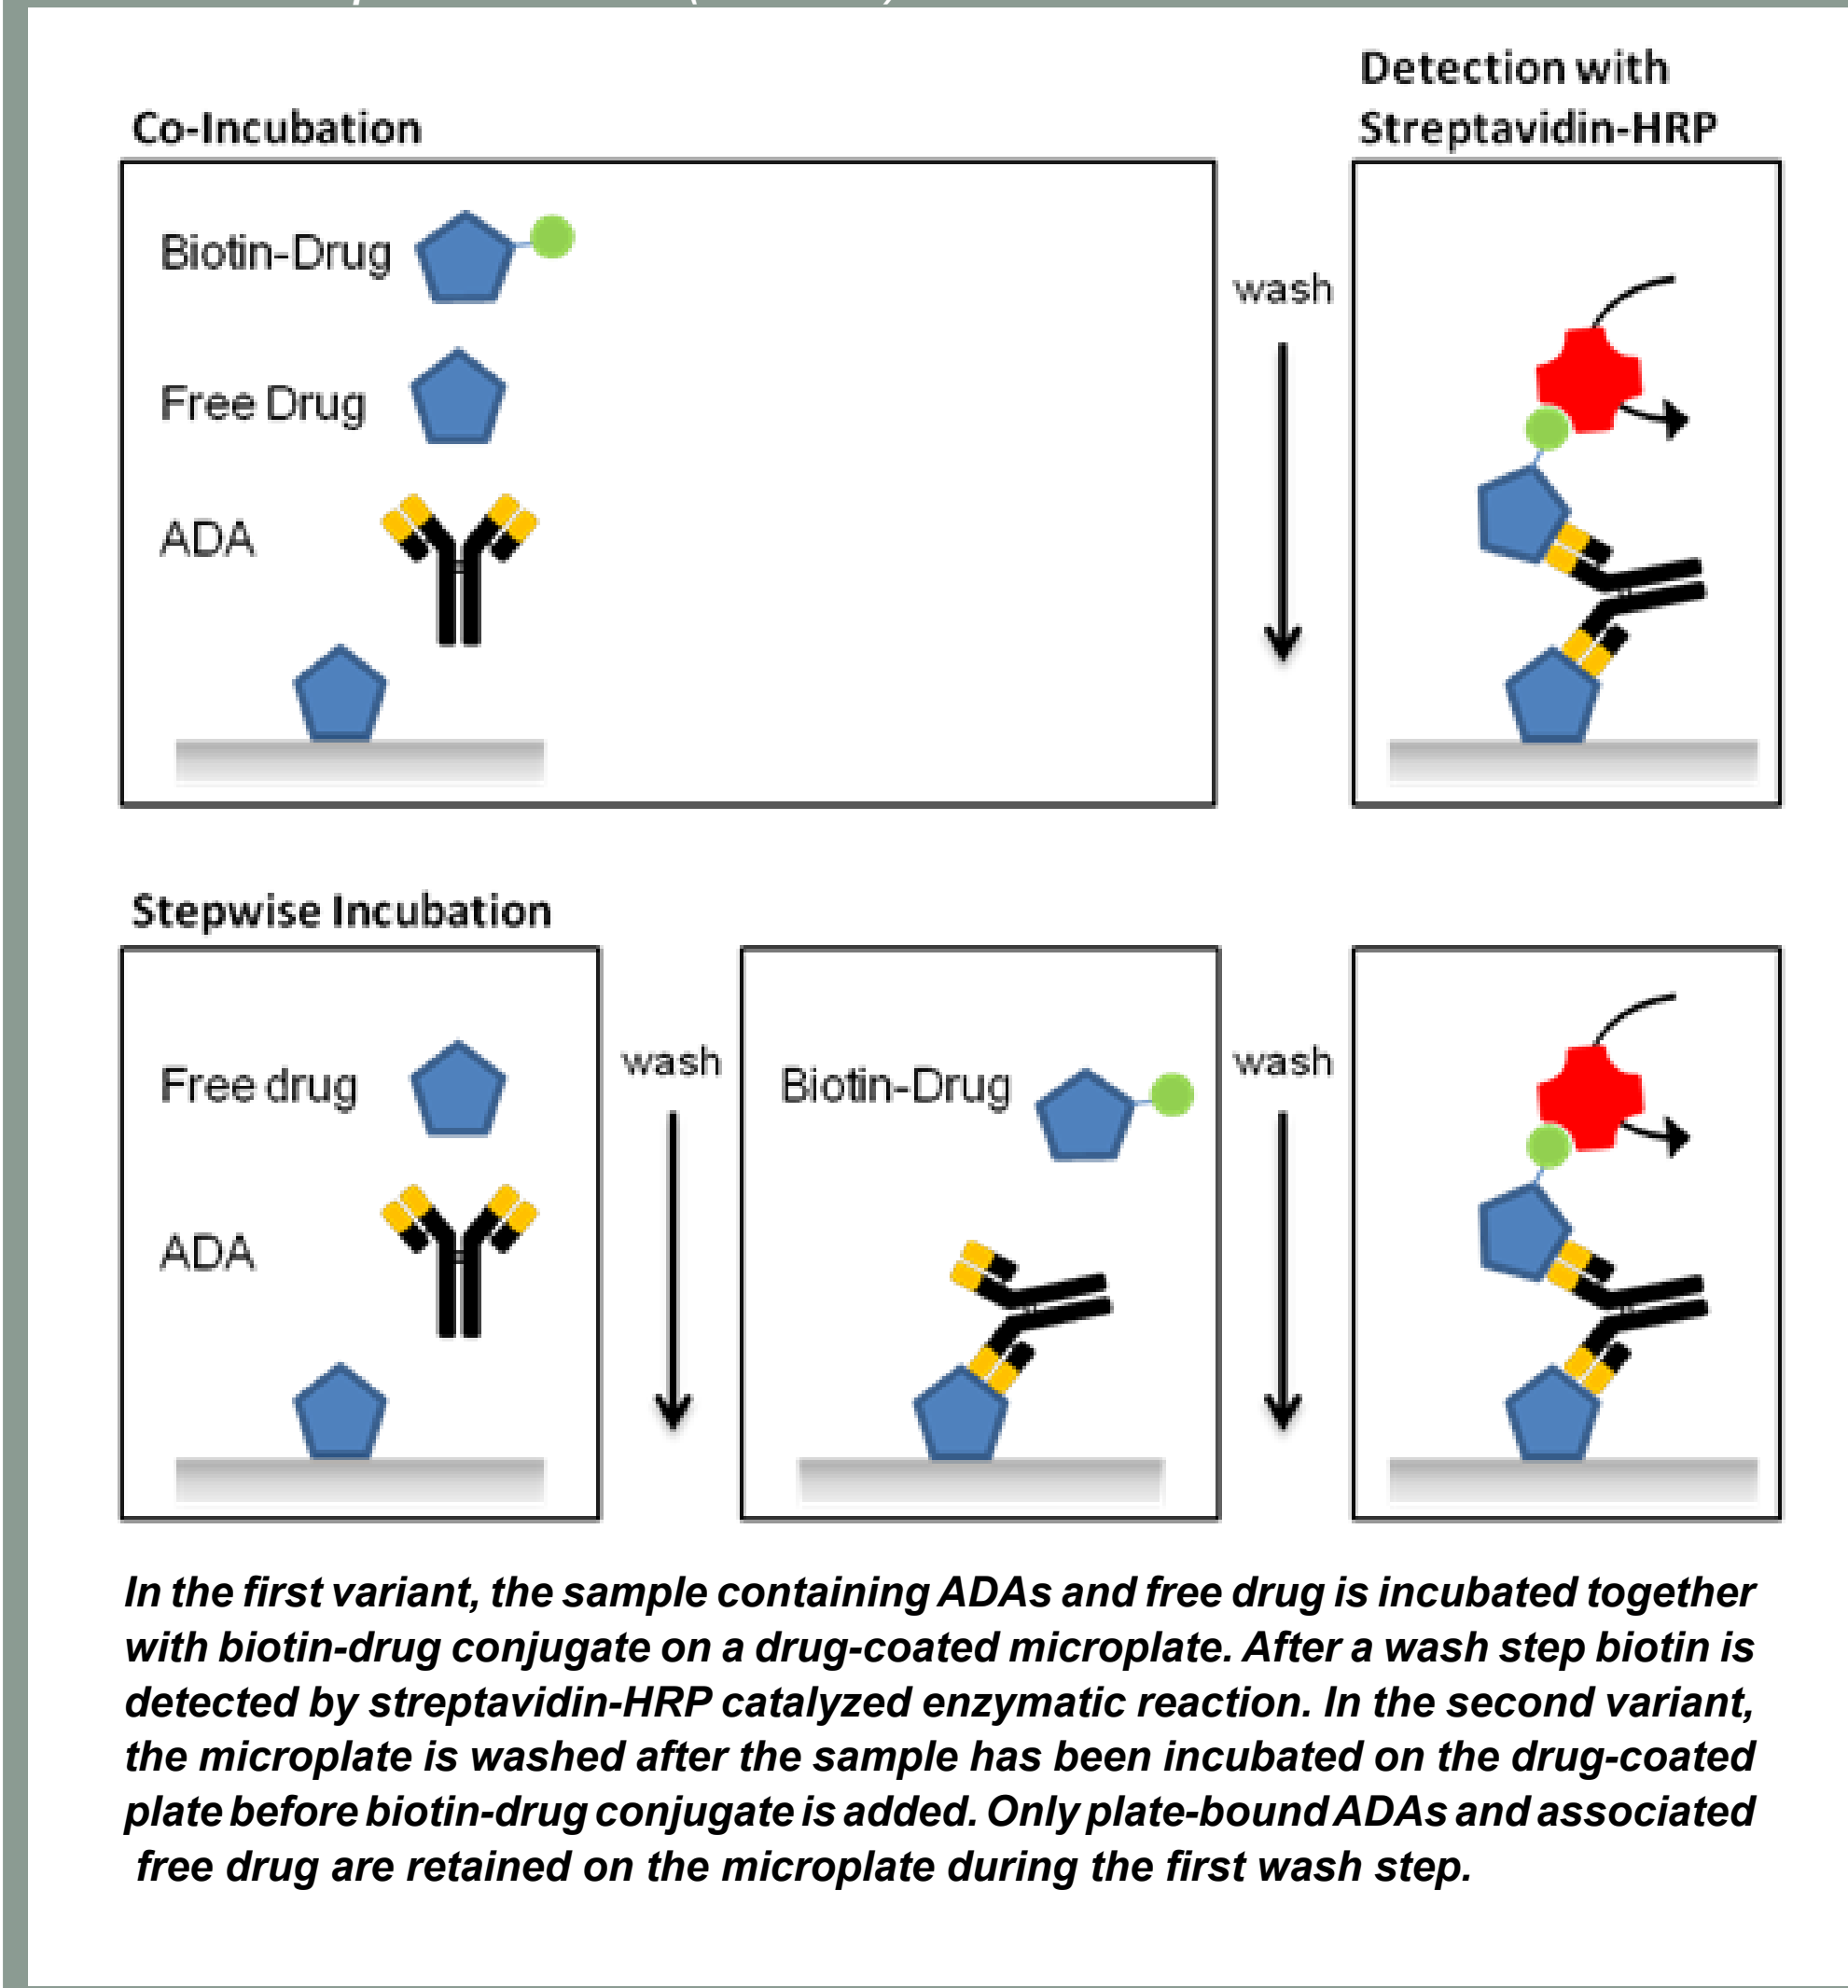 Detection with
Streptavidin-HRP
Co-Incubation
Biotin-Drug
wash
Free Drug
ADA
Stepwise Incubation
Free drug
wash
Biotin-Drug
wash
ADA
In the first variant, the sample containing ADAs and free drug is incubated together
with biotin-drug conjugate on a drug-coated microplate. After a wash step biotin is
detected by streptavidin-HRP catalyzed enzymatic reaction. In the second variant,
the microplate is washed after the sample has been incubated on the drug-coated
plate before biotin-drug conjugate is added. Only plate-bound ADAs and associated
free drug are retained on the microplate during the first wash step.